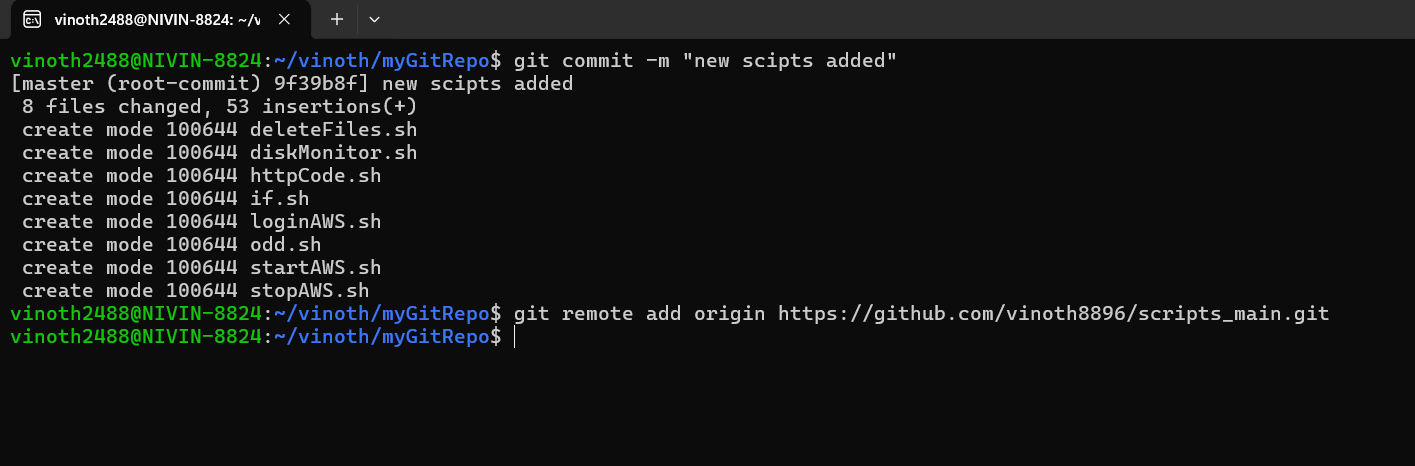 vinoth2488@NIVIN-8824: ~/v
vinoth2488@NIVIN-8824:~/vinoth/myGitRepo$ git commit -m "new scipts added"
[master (root-commit) 9f39b8f] new scipts added
 8 files changed, 53 insertions(+)
 create mode 100644 deleteFiles.sh
 create mode 100644 diskMonitor.sh
 create mode 100644 httpCode.sh
 create mode 100644 if.sh
 create mode 100644 loginAWS.sh
 create mode 100644 odd.sh
 create mode 100644 startAWS.sh
 create mode 100644 stopAWS.sh
vinoth2488@NIVIN-8824:~/vinoth/myGitRepo$ git remote add origin https://github.com/vinoth8896/scripts_main.git
vinoth2488@NIVIN-8824:~/vinoth/myGitRepo$